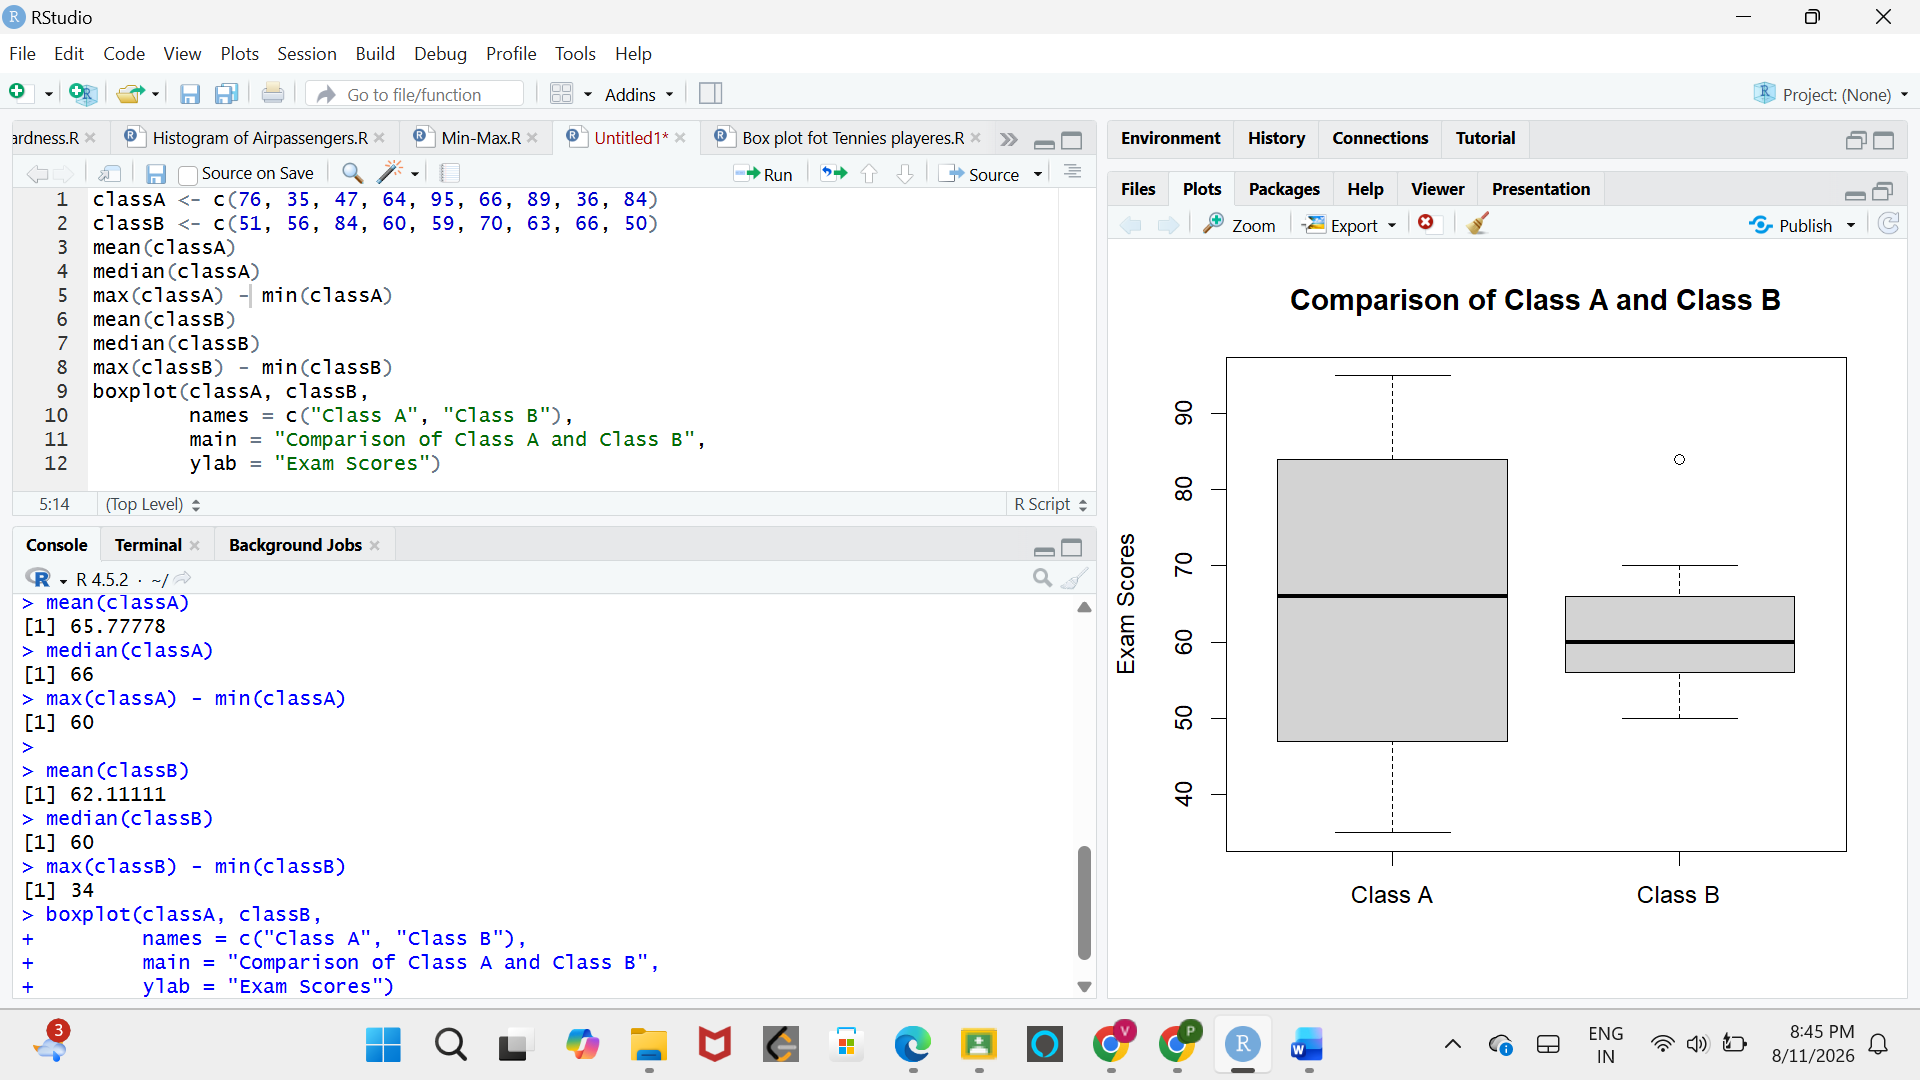 RStudio
File Edit Code View Plots Session Build Debug Profile Tools Help
Go to file/function Addins Project: (None)
ardness.R Histogram of Airpassengers.R Min-Max.R Untitled1* Box plot fot Tennies playeres.R
Source on Save Run Source
1 classA <- c(76, 35, 47, 64, 95, 66, 89, 36, 84)
2 classB <- c(51, 56, 84, 60, 59, 70, 63, 66, 50)
3 mean(classA)
4 median(classA)
5 max(classA) - min(classA)
6 mean(classB)
7 median(classB)
8 max(classB) - min(classB)
9 boxplot(classA, classB,
10 names = c("Class A", "Class B"),
11 main = "Comparison of Class A and Class B",
12 ylab = "Exam Scores")
5:14 (Top Level) R Script
Console Terminal Background Jobs
R R 4.5.2 · ~/
> mean(classA)
[1] 65.77778
> median(classA)
[1] 66
> max(classA) - min(classA)
[1] 60
>
> mean(classB)
[1] 62.11111
> median(classB)
[1] 60
> max(classB) - min(classB)
[1] 34
> boxplot(classA, classB,
+ names = c("Class A", "Class B"),
+ main = "Comparison of Class A and Class B",
+ ylab = "Exam Scores")
Environment History Connections Tutorial
Files Plots Packages Help Viewer Presentation
Zoom Export Publish
Comparison of Class A and Class B
Exam Scores
90
80
70
60
50
40
Class A Class B
3
V
P
R
W
ENG
IN
8:45 PM
8/11/2026